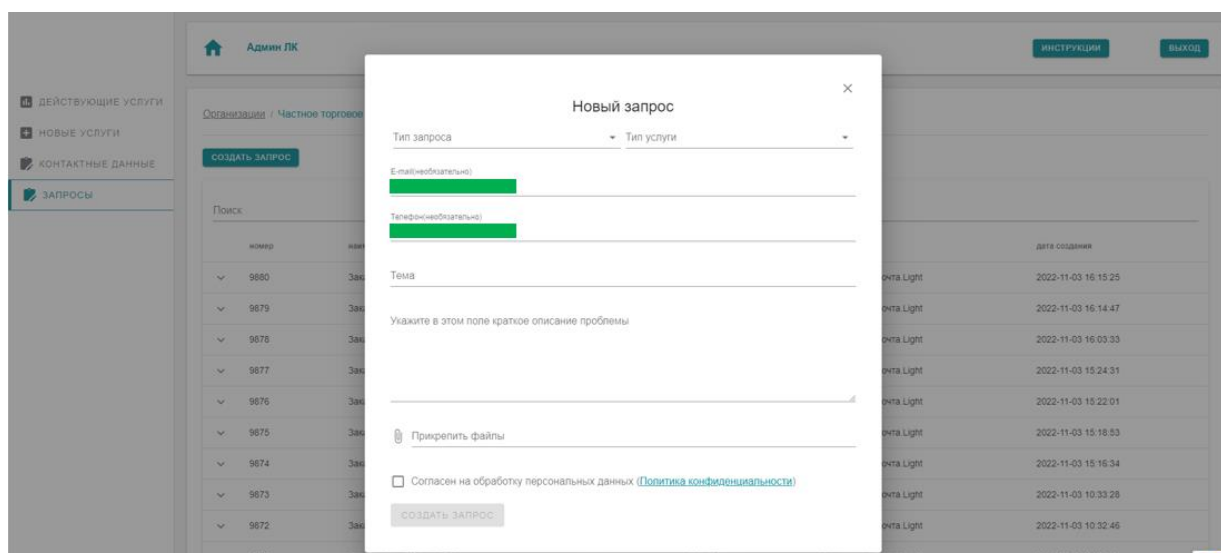 Админ ЛК
ИНСТРУКЦИИ
ВЫХОД
ДЕЙСТВУЮЩИЕ УСЛУГИ
НОВЫЕ УСЛУГИ
КОНТАКТНЫЕ ДАННЫЕ
ЗАПРОСЫ
Организации / Частное торговое
СОЗДАТЬ ЗАПРОС
Поиск
номер
дата создания
9880 2022-11-03 16:15:25
9879 2022-11-03 16:14:47
9878 2022-11-03 16:03:33
9877 2022-11-03 15:24:31
9876 2022-11-03 15:22:01
9875 2022-11-03 15:18:53
9874 2022-11-03 15:16:34
9873 2022-11-03 10:33:28
9872 2022-11-03 10:32:46
Новый запрос
Тип запроса
Тип услуги
E-mail(необязательно)
Телефон(необязательно)
Тема
Укажите в этом поле краткое описание проблемы
Прикрепить файлы
Согласен на обработку персональных данных (Политика конфиденциальности)
СОЗДАТЬ ЗАПРОС